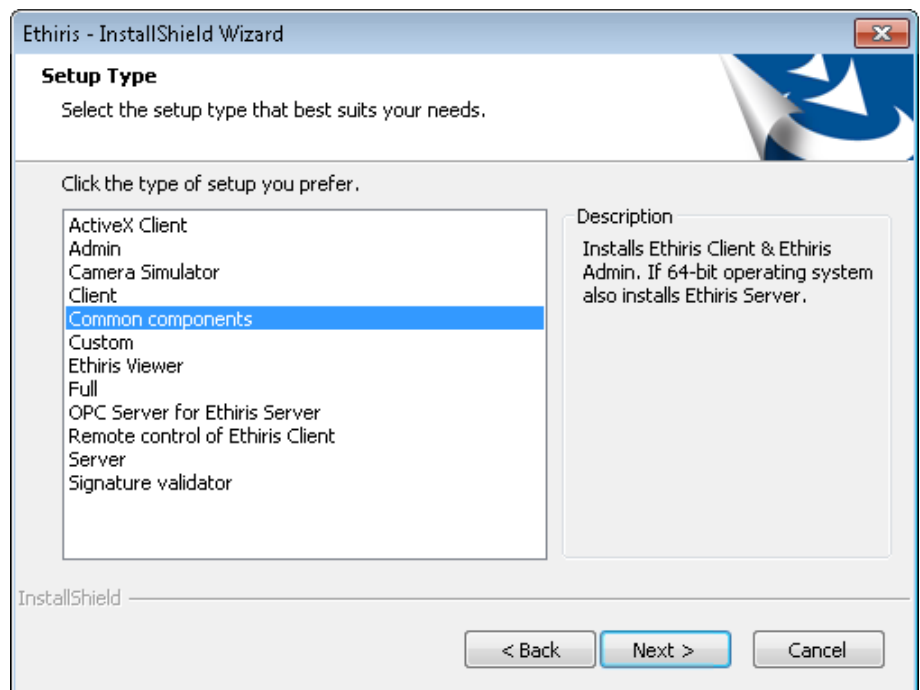 Ethiris - InstallShield Wizard
Setup Type
Select the setup type that best suits your needs.
Click the type of setup you prefer.
ActiveX Client
Admin
Camera Simulator
Client
Common components
Custom
Ethiris Viewer
Full
OPC Server for Ethiris Server
Remote control of Ethiris Client
Server
Signature validator
Description
Installs Ethiris Client & Ethiris
Admin. If 64-bit operating system
also installs Ethiris Server.
InstallShield
< Back
Next >
Cancel